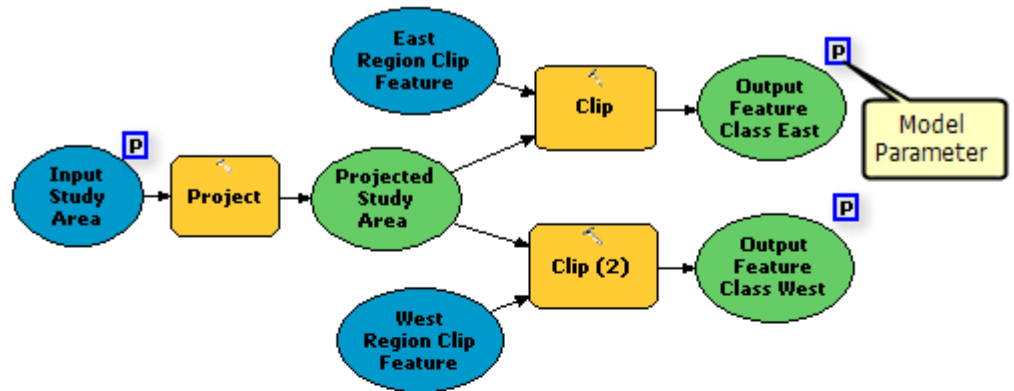 East
Region Clip
Feature
Clip
Output
Feature
Class East
P
Model
Parameter
Input
Study
Area
P
Project
Projected
Study
Area
Clip (2)
Output
Feature
Class West
P
West
Region Clip
Feature